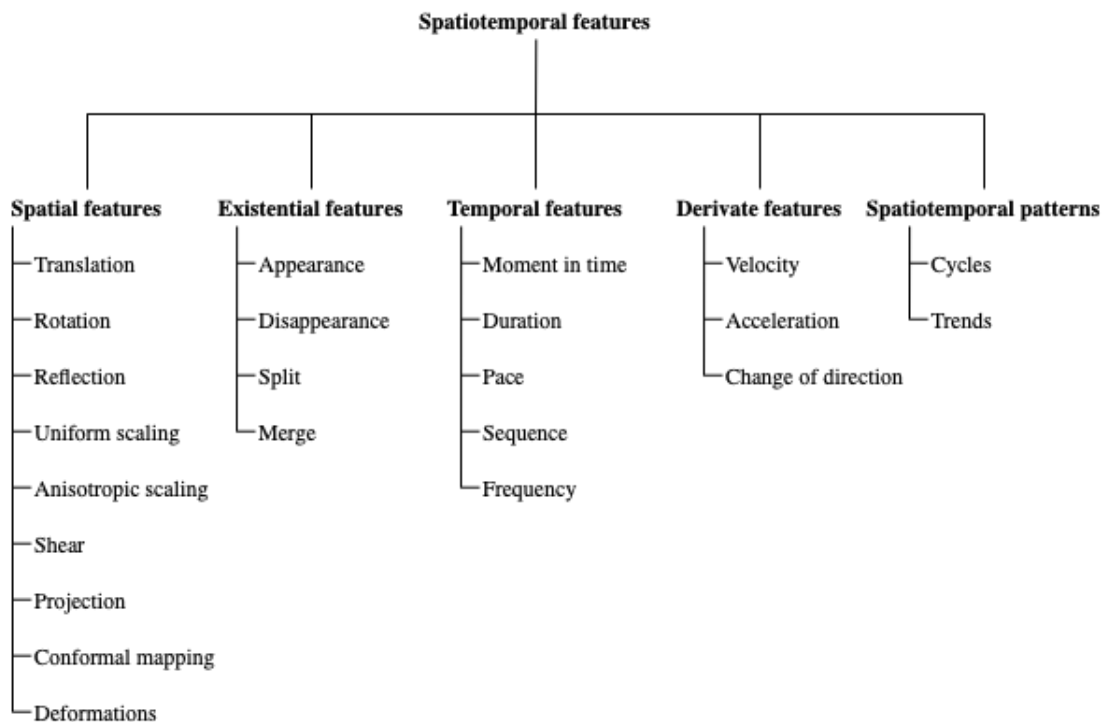 Spatiotemporal features
Spatial features
Translation
Rotation
Reflection
Uniform scaling
Anisotropic scaling
Shear
Projection
Conformal mapping
Deformations
Existential features
Appearance
Disappearance
Split
Merge
Temporal features
Moment in time
Duration
Pace
Sequence
Frequency
Derivate features
Velocity
Acceleration
Change of direction
Spatiotemporal patterns
Cycles
Trends